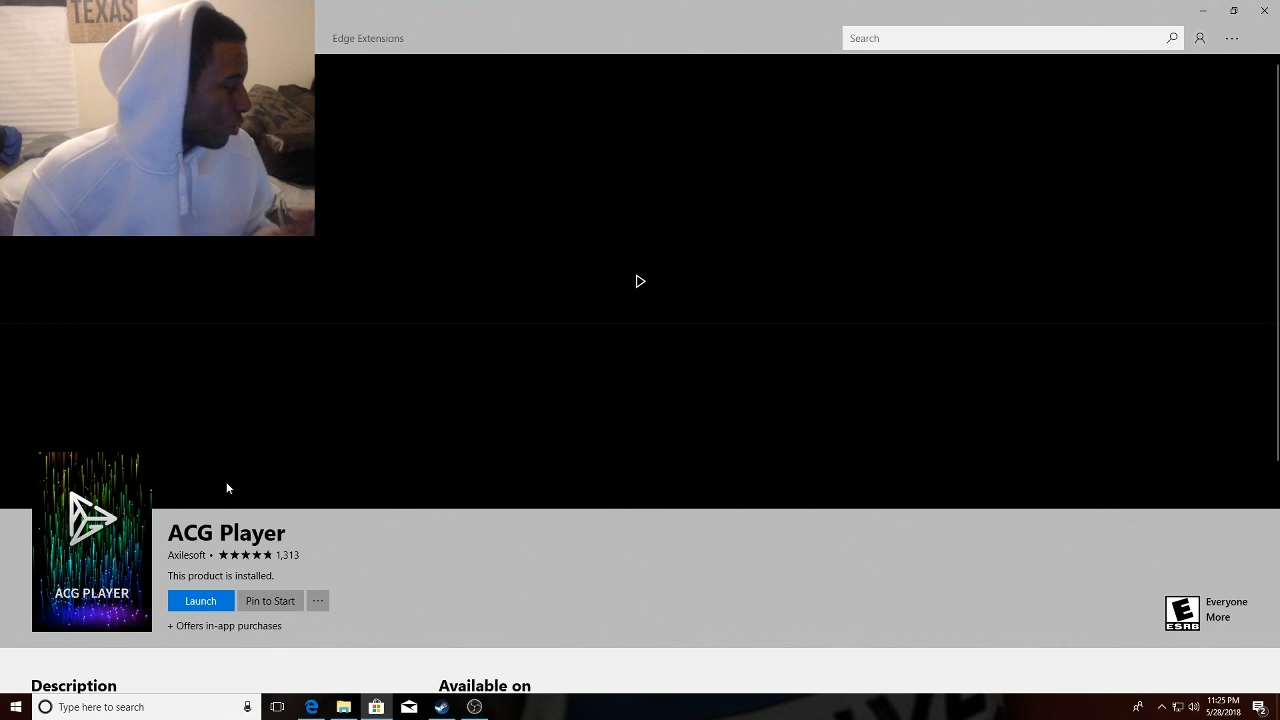 TEXAS
Edge Extensions
Search
ACG PLAYER
ACG Player
Axilesoft • ★★★★★ 1,313
This product is installed.
Launch
Pin to Start
+ Offers in-app purchases
E
ESRB
Everyone
More
Description
Available on
Type here to search
11:25 PM
5/28/2018
2